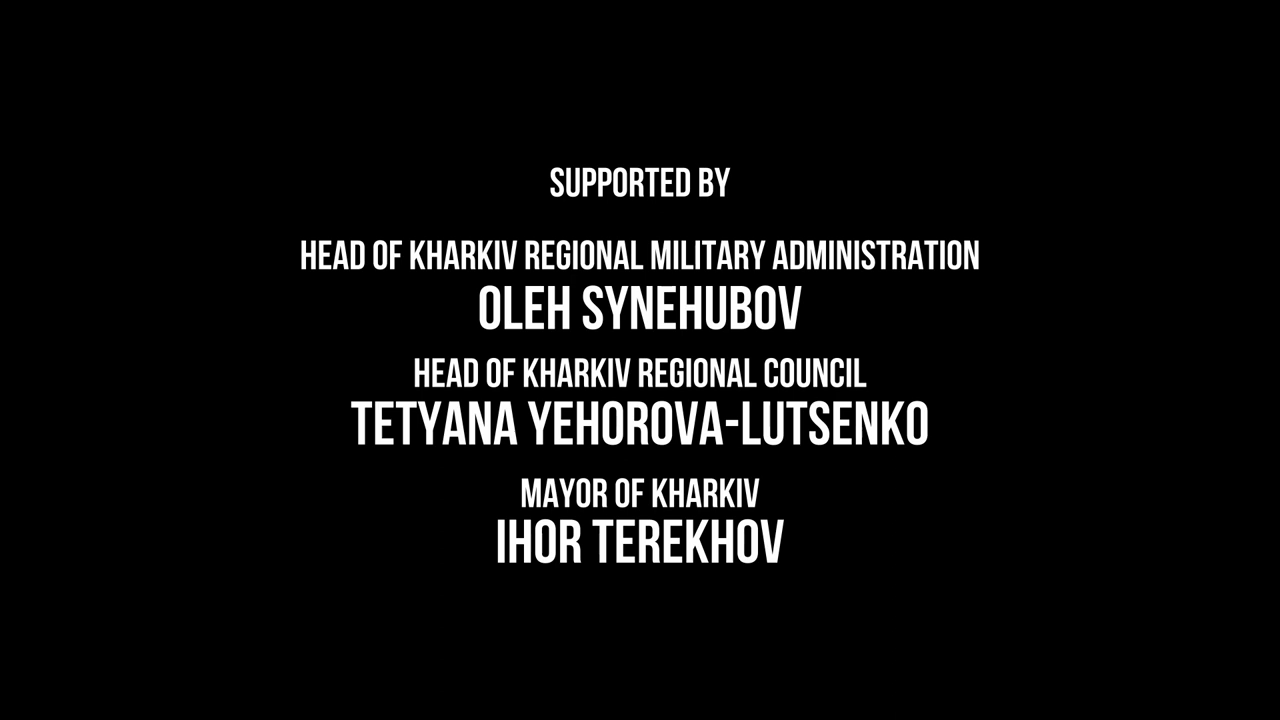 SUPPORTED BY
HEAD OF KHARKIV REGIONAL MILITARY ADMINISTRATION
OLEH SYNEHUBOV
HEAD OF KHARKIV REGIONAL COUNCIL
TETYANA YEHOROVA-LUTSENKO
MAYOR OF KHARKIV
IHOR TEREKHOV